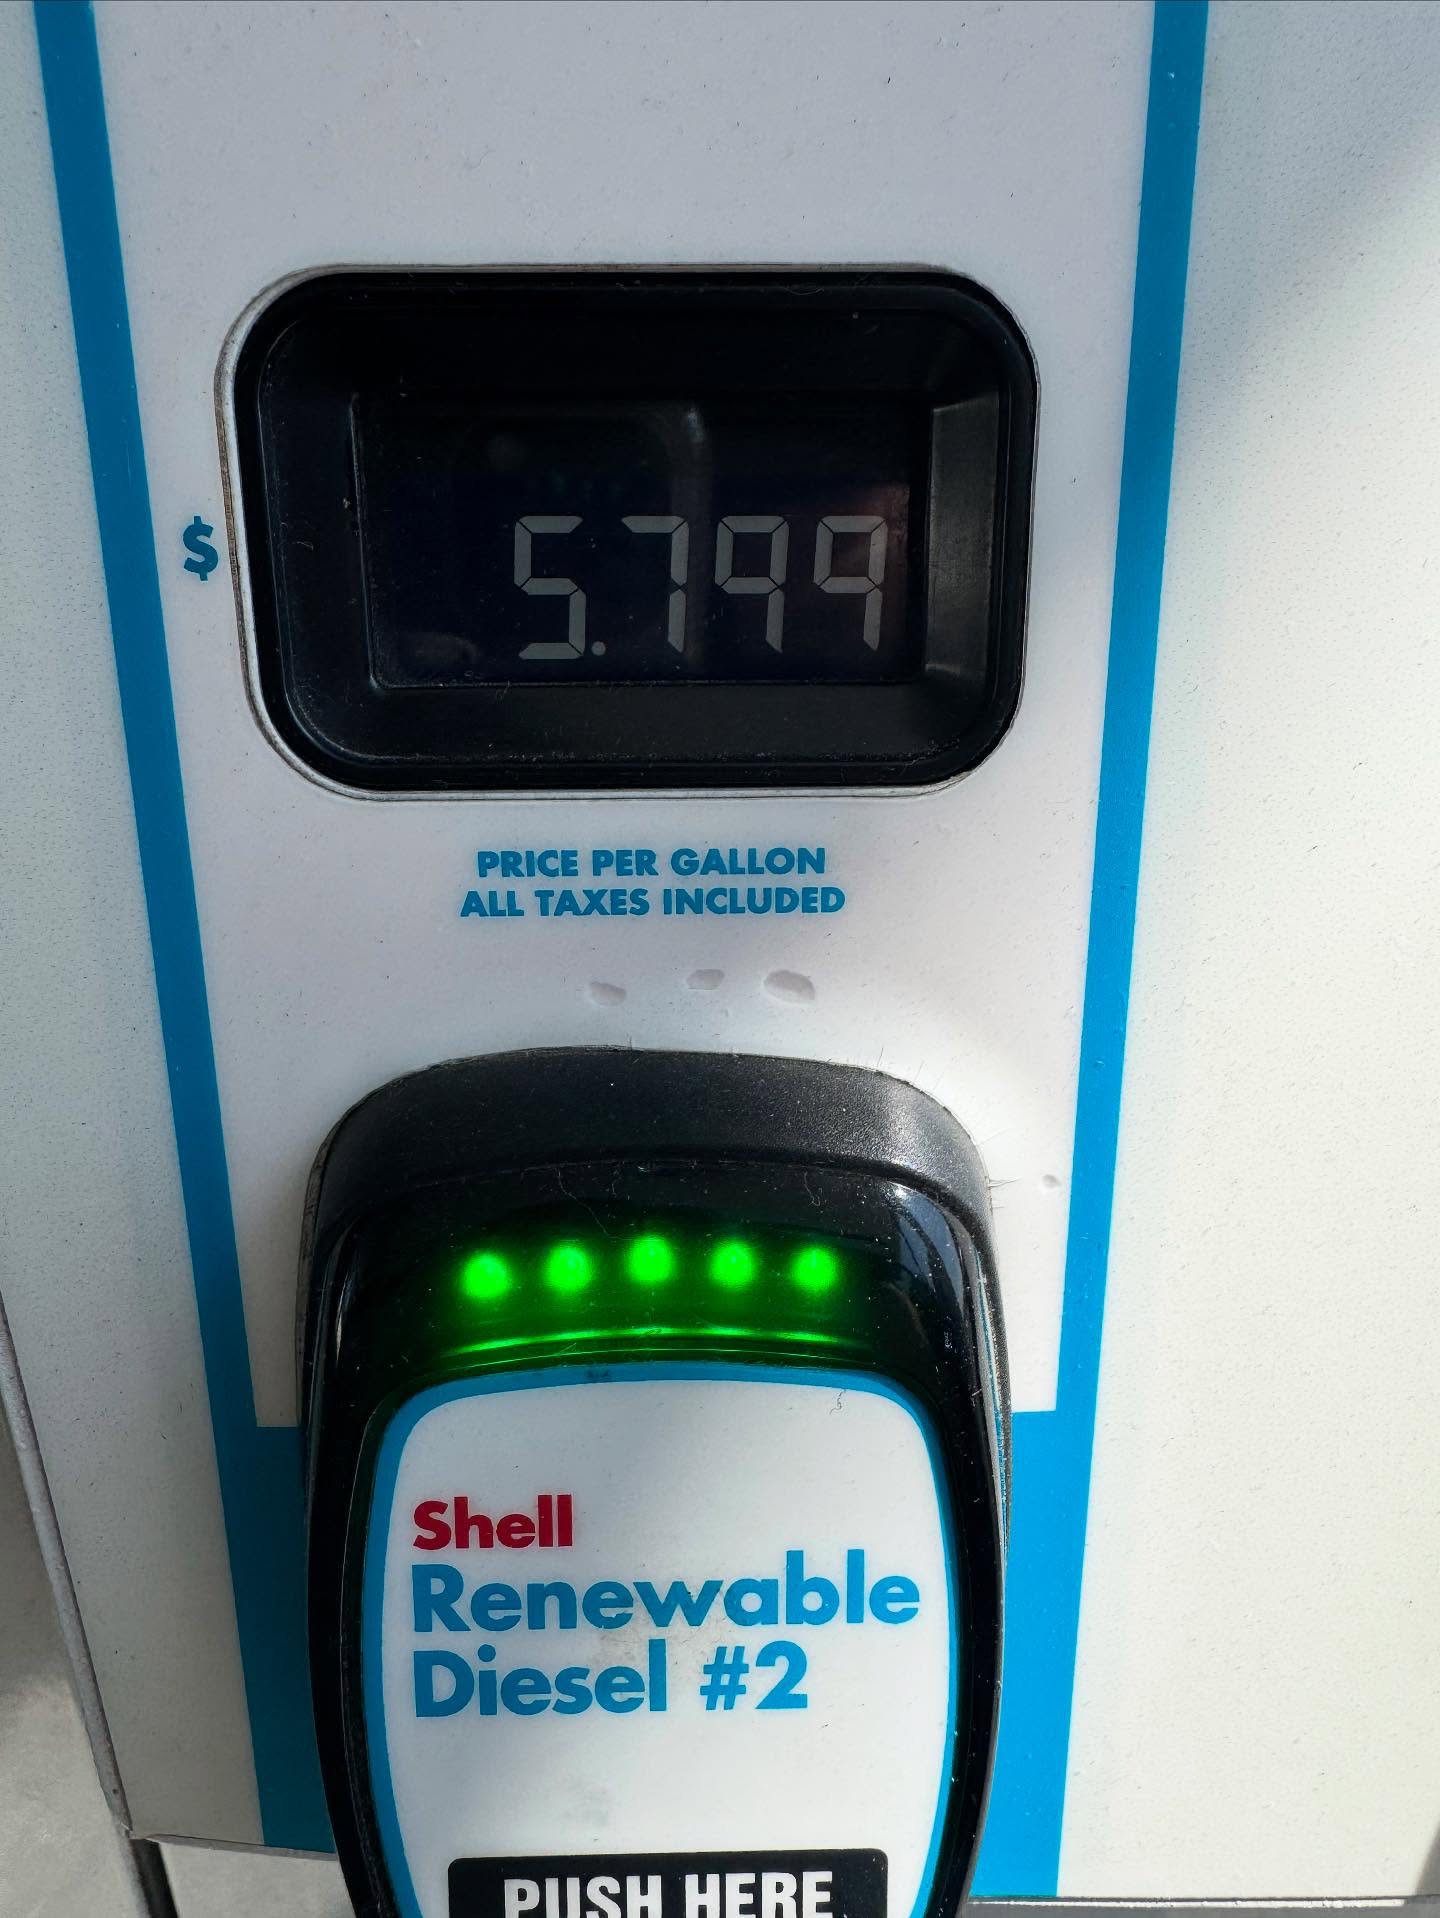 $ 5.799
PRICE PER GALLON
ALL TAXES INCLUDED
Shell
Renewable
Diesel #2
PUSH HERE